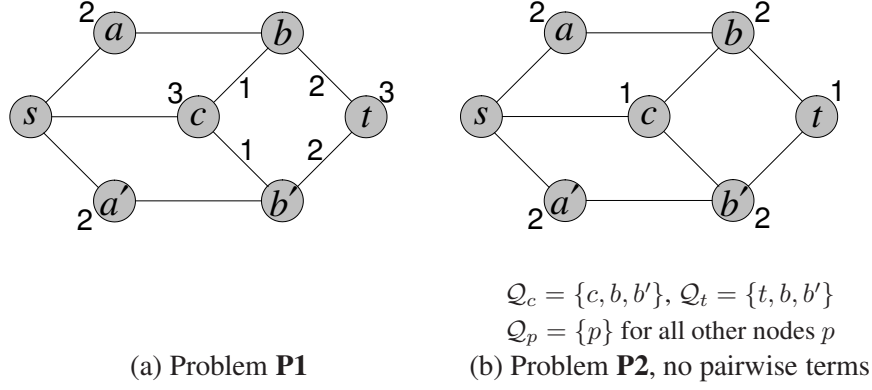 2 a b 2 a b 2
1 2 1
s 3 c t 3 s 1 c t
1 2
2 a′ b′ 2 a′ b′ 2
𝒬_c = {c, b, b′}, 𝒬_t = {t, b, b′}
𝒬_p = {p} for all other nodes p
(a) Problem P1 (b) Problem P2, no pairwise terms